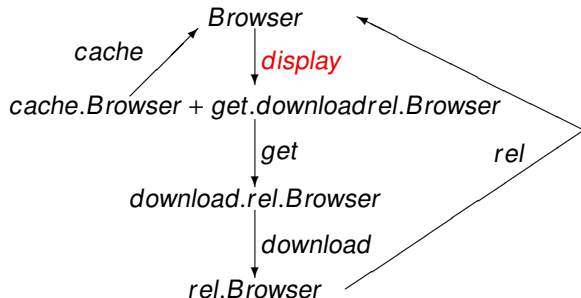 Browser
cache
display
cache.Browser + get.downloadrel.Browser
get
rel
download.rel.Browser
download
rel.Browser